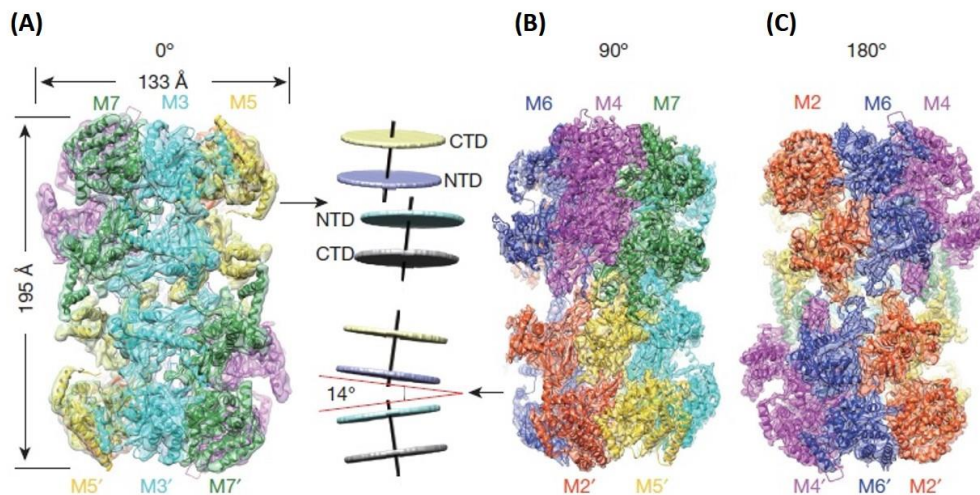 (A)
0°
133 Å
M7 M3 M5
195 Å
M5′ M3′ M7′
CTD
NTD
NTD
CTD
14°
(B)
90°
M6 M4 M7
M2′ M5′
(C)
180°
M2 M6 M4
M4′ M6′ M2′